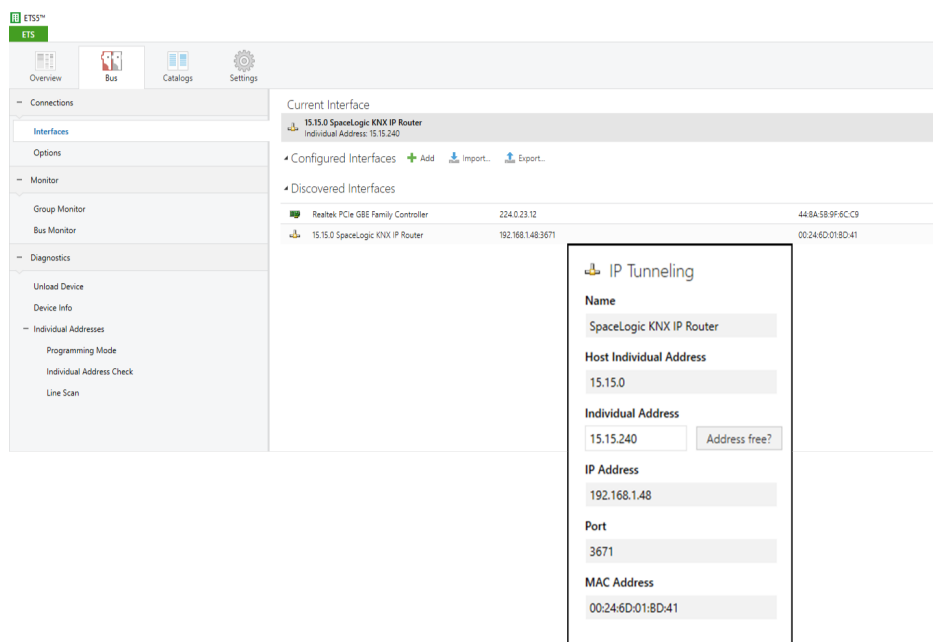 ETS5™
ETS
Overview
Bus
Catalogs
Settings
Connections
Interfaces
Options
Monitor
Group Monitor
Bus Monitor
Diagnostics
Unload Device
Device Info
Individual Addresses
Programming Mode
Individual Address Check
Line Scan
Current Interface
15.15.0 SpaceLogic KNX IP Router
Individual Address: 15.15.240
Configured Interfaces Add Import... Export...
Discovered Interfaces
Realtek PCIe GBE Family Controller 224.0.23.12 44:8A:5B:9F:6C:C9
15.15.0 SpaceLogic KNX IP Router 192.168.1.48:3671 00:24:6D:01:BD:41
IP Tunneling
Name
SpaceLogic KNX IP Router
Host Individual Address
15.15.0
Individual Address
15.15.240 Address free?
IP Address
192.168.1.48
Port
3671
MAC Address
00:24:6D:01:BD:41